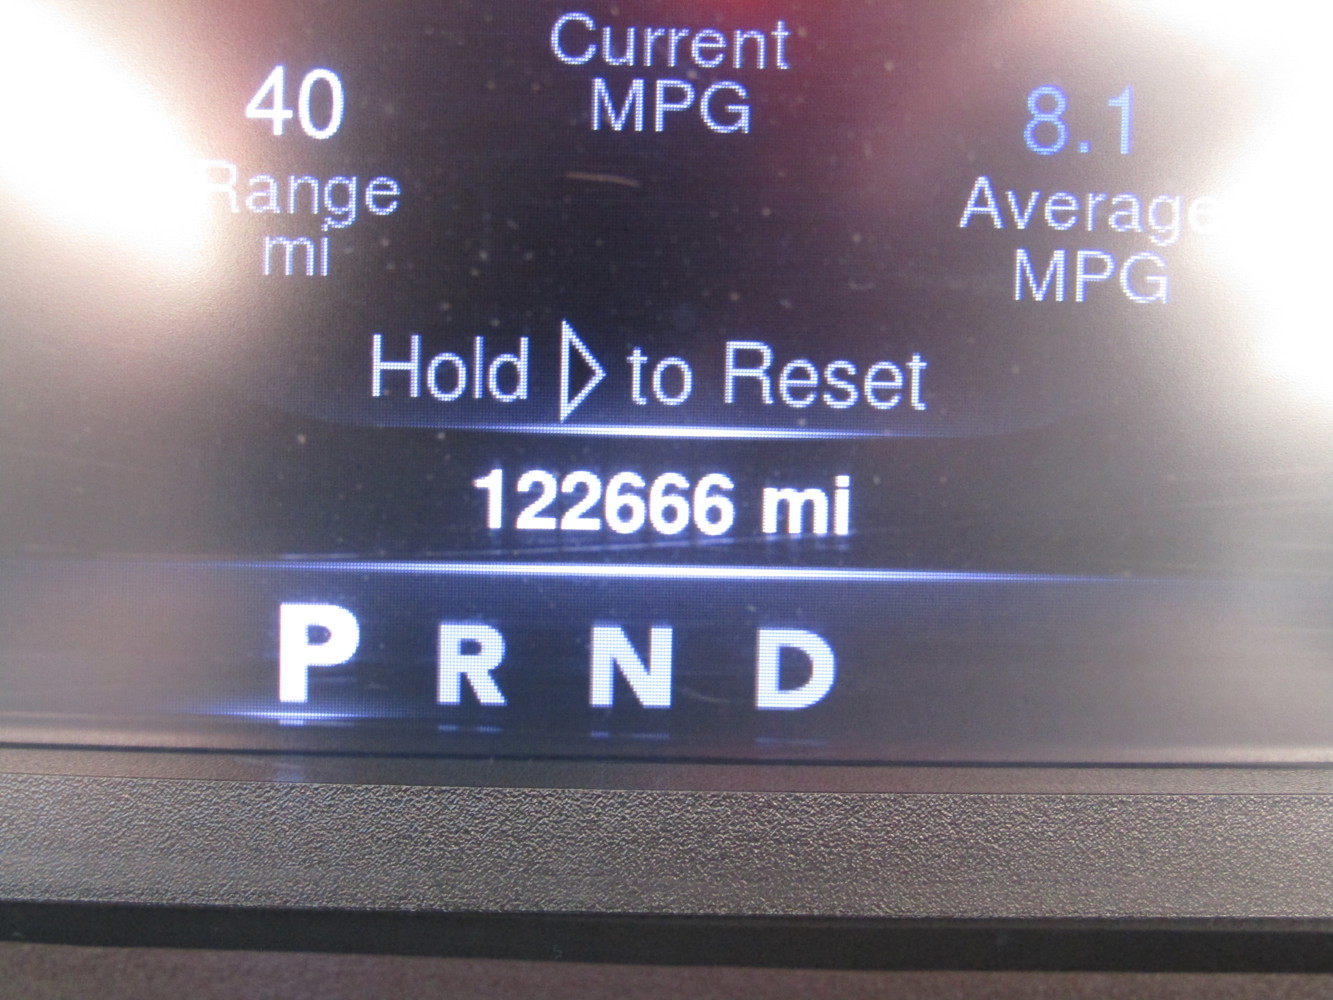 Current
MPG
40
Range
mi
8.1
Average
MPG
Hold ▷ to Reset
122666 mi
P R N D